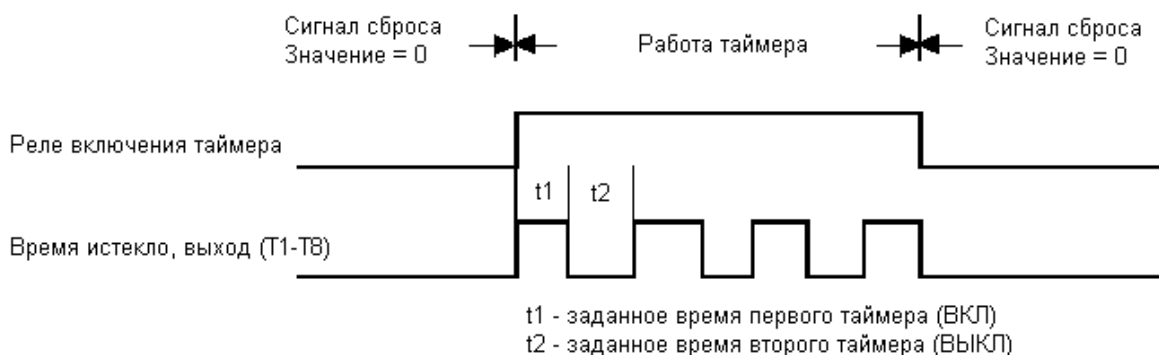 Сигнал сброса
Значение = 0
Работа таймера
Сигнал сброса
Значение = 0
Реле включения таймера
t1
t2
Время истекло, выход (T1-T8)
t1 - заданное время первого таймера (ВКЛ)
t2 - заданное время второго таймера (ВЫКЛ)